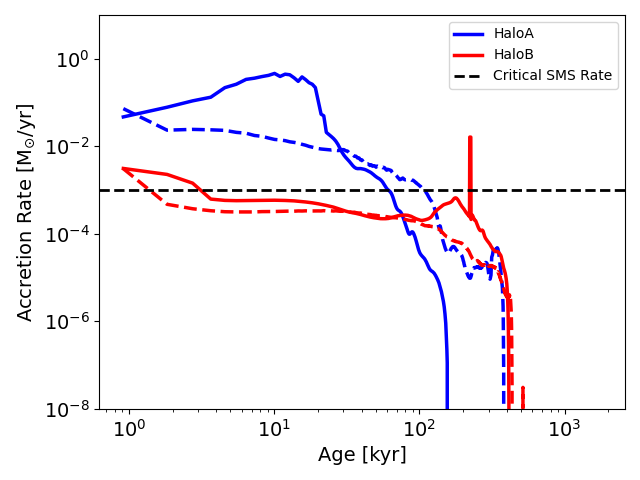 HaloA
HaloB
Critical SMS Rate
Accretion Rate [M☉/yr]
10⁰
10⁻²
10⁻⁴
10⁻⁶
10⁻⁸
10⁰ 10¹ 10² 10³
Age [kyr]